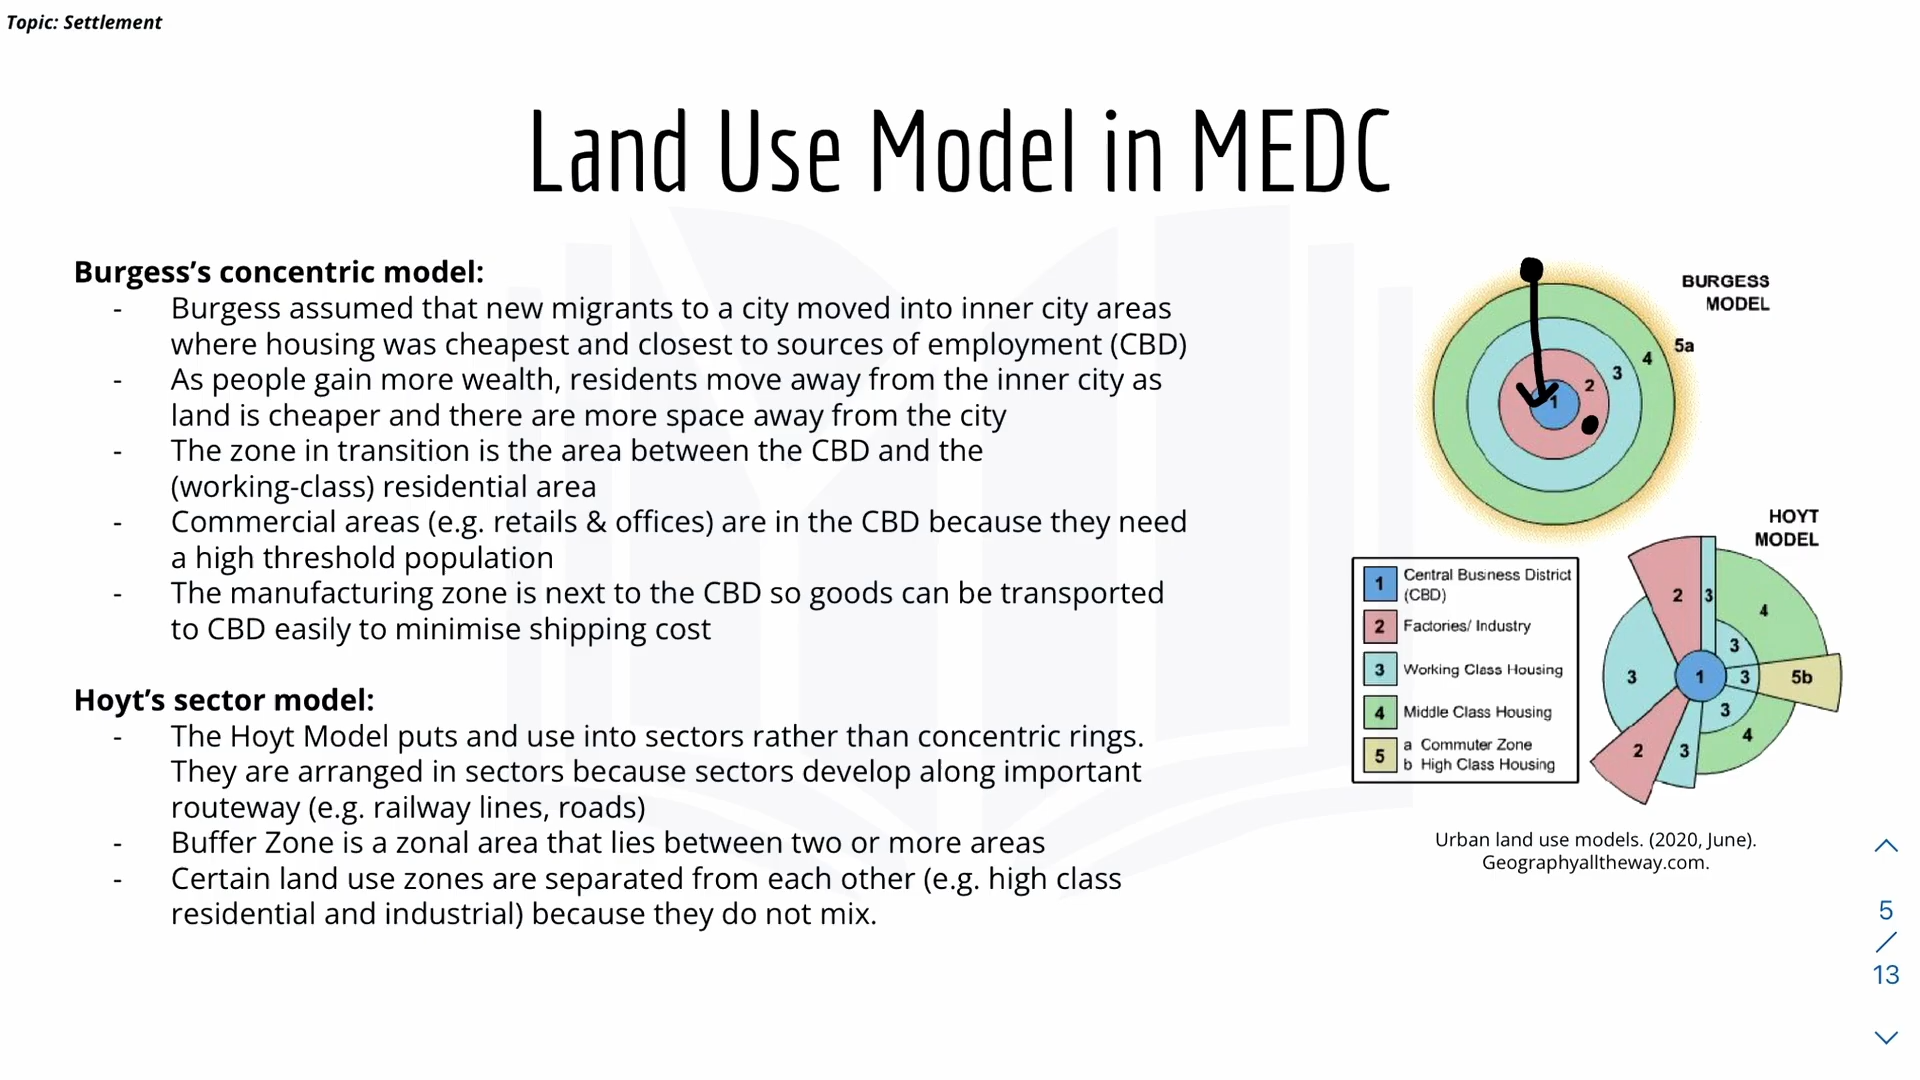 Topic: Settlement
Land Use Model in MEDC
Burgess’s concentric model:
- Burgess assumed that new migrants to a city moved into inner city areas
where housing was cheapest and closest to sources of employment (CBD)
- As people gain more wealth, residents move away from the inner city as
land is cheaper and there are more space away from the city
- The zone in transition is the area between the CBD and the
(working-class) residential area
- Commercial areas (e.g. retails & offices) are in the CBD because they need
a high threshold population
- The manufacturing zone is next to the CBD so goods can be transported
to CBD easily to minimise shipping cost
Hoyt’s sector model:
- The Hoyt Model puts and use into sectors rather than concentric rings.
They are arranged in sectors because sectors develop along important
routeway (e.g. railway lines, roads)
- Buffer Zone is a zonal area that lies between two or more areas
- Certain land use zones are separated from each other (e.g. high class
residential and industrial) because they do not mix.
BURGESS
MODEL
5a
4
3
2
1
HOYT
MODEL
1 Central Business District
(CBD)
2 Factories/ Industry
3 Working Class Housing
4 Middle Class Housing
5 a Commuter Zone
b High Class Housing
2 3 4
3
3 1 3 5b
3
2 3 4
Urban land use models. (2020, June).
Geographyalltheway.com.
5
/
13